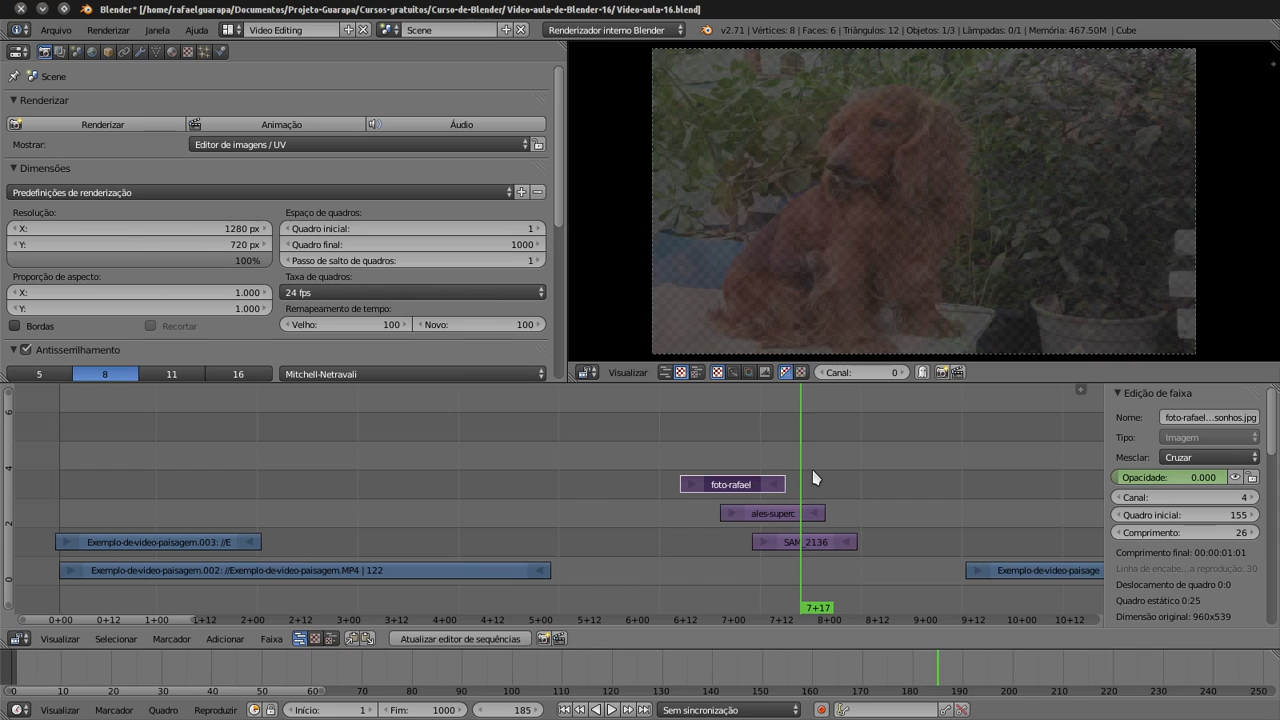 Blender* [/home/rafaelguarapa/Documentos/Projeto-Guarapa/Cursos-gratuitos/Curso-de-Blender/Video-aula-de-Blender-16/Video-aula-16.blend]
Arquivo Renderizar Janela Ajuda Video Editing Scene Renderizador interno Blender v2.71 | Vértices: 8 | Faces: 6 | Triângulos: 12 | Objetos: 1/3 | Lâmpadas: 0/1 | Memória: 467.50M | Cube
Scene
Renderizar
Renderizar Animação Áudio
Mostrar: Editor de imagens / UV
Dimensões
Predefinições de renderização
Resolução: Espaço de quadros:
X: 1280 px Quadro inicial: 1
Y: 720 px Quadro final: 1000
100% Passo de salto de quadros: 1
Proporção de aspecto: Taxa de quadros:
X: 1.000 24 fps
Y: 1.000 Remapeamento de tempo:
Bordas Recortar Velho: 100 Novo: 100
Antisserrilhamento
5 8 11 16 Mitchell-Netravali
Visualizar Canal: 0
6
4
2
0
foto-rafael
ales-superc
SAM_2136
Exemplo-de-video-paisagem.003: //E
Exemplo-de-video-paisagem.002: //Exemplo-de-video-paisagem.MP4 | 122
Exemplo-de-video-paisage
7+17
0+00 0+12 1+00 1+12 2+00 2+12 3+00 3+12 4+00 4+12 5+00 5+12 6+00 6+12 7+00 7+12 8+00 8+12 9+00 9+12 10+00 10+12
Edição de faixa
Nome: foto-rafael...sonhos.jpg
Tipo: Imagem
Mesclar: Cruzar
Opacidade: 0.000
Canal: 4
Quadro inicial: 155
Comprimento: 26
Comprimento final: 00:00:01:01
Linha de encabe...a reprodução: 30
Deslocamento de quadro 0:0
Quadro estático 0:25
Dimensão original: 960x539
Visualizar Selecionar Marcador Adicionar Faixa Atualizar editor de sequências
0 10 20 30 40 50 60 70 80 90 100 110 120 130 140 150 160 170 180 190 200 210 220 230 240 250
Visualizar Marcador Quadro Reproduzir Início: 1 Fim: 1000 185 Sem sincronização